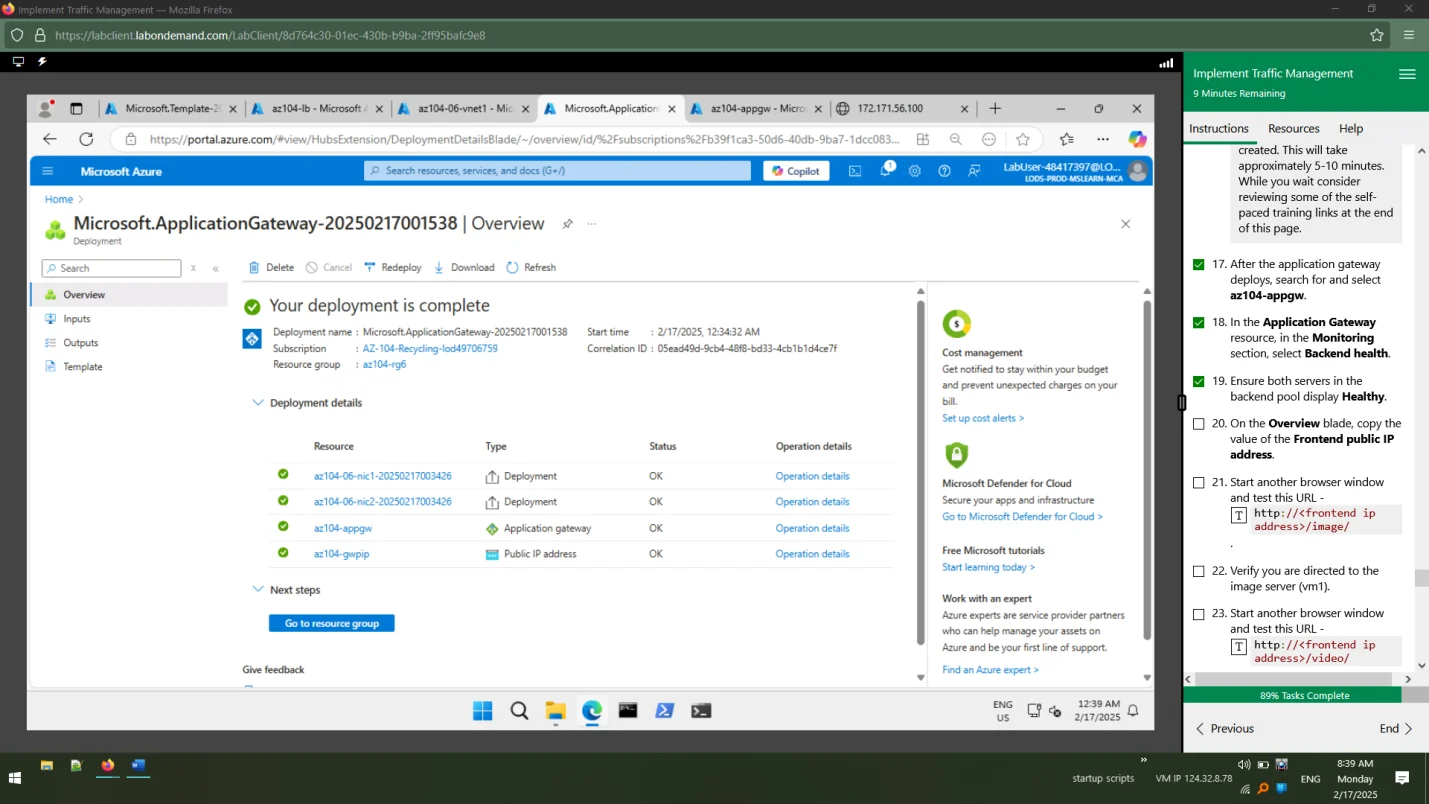 Implement Traffic Management — Mozilla Firefox
https://labclient.labondemand.com/LabClient/8d764c30-01ec-430b-b9ba-2ff95bafc9e8
Microsoft.Template-2
az104-lb - Microsoft A
az104-06-vnet1 - Mic
Microsoft.Application
az104-appgw - Micro
172.171.56.100
https://portal.azure.com/#view/HubsExtension/DeploymentDetailsBlade/~/overview/id/%2Fsubscriptions%2Fb39f1ca3-50d6-40db-9ba7-1dcc083...
Microsoft Azure
Search resources, services, and docs (G+/)
Copilot
1
LabUser-48417397@LO...
LODS-PROD-MSLEARN-MCA
Home
Microsoft.ApplicationGateway-20250217001538 | Overview
Deployment
Search
Overview
Inputs
Outputs
Template
Delete
Cancel
Redeploy
Download
Refresh
Your deployment is complete
Deployment name : Microsoft.ApplicationGateway-20250217001538
Subscription : AZ-104-Recycling-lod49706759
Resource group : az104-rg6
Start time : 2/17/2025, 12:34:32 AM
Correlation ID : 05ead49d-9cb4-48f8-bd33-4cb1b1d4ce7f
Deployment details
Resource Type Status Operation details
az104-06-nic1-20250217003426 Deployment OK Operation details
az104-06-nic2-20250217003426 Deployment OK Operation details
az104-appgw Application gateway OK Operation details
az104-gwpip Public IP address OK Operation details
Next steps
Go to resource group
Give feedback
Cost management
Get notified to stay within your budget
and prevent unexpected charges on your
bill.
Set up cost alerts >
Microsoft Defender for Cloud
Secure your apps and infrastructure
Go to Microsoft Defender for Cloud >
Free Microsoft tutorials
Start learning today >
Work with an expert
Azure experts are service provider partners
who can help manage your assets on
Azure and be your first line of support.
Find an Azure expert >
ENG
US
12:39 AM
2/17/2025
Implement Traffic Management
9 Minutes Remaining
Instructions Resources Help
created. This will take
approximately 5-10 minutes.
While you wait consider
reviewing some of the self-
paced training links at the end
of this page.
17. After the application gateway
deploys, search for and select
az104-appgw.
18. In the Application Gateway
resource, in the Monitoring
section, select Backend health.
19. Ensure both servers in the
backend pool display Healthy.
20. On the Overview blade, copy the
value of the Frontend public IP
address.
21. Start another browser window
and test this URL -
T http://<frontend ip
address>/image/
.
22. Verify you are directed to the
image server (vm1).
23. Start another browser window
and test this URL -
T http://<frontend ip
address>/video/
89% Tasks Complete
Previous
End
startup scripts
VM IP 124.32.8.78
ENG
8:39 AM
Monday
2/17/2025